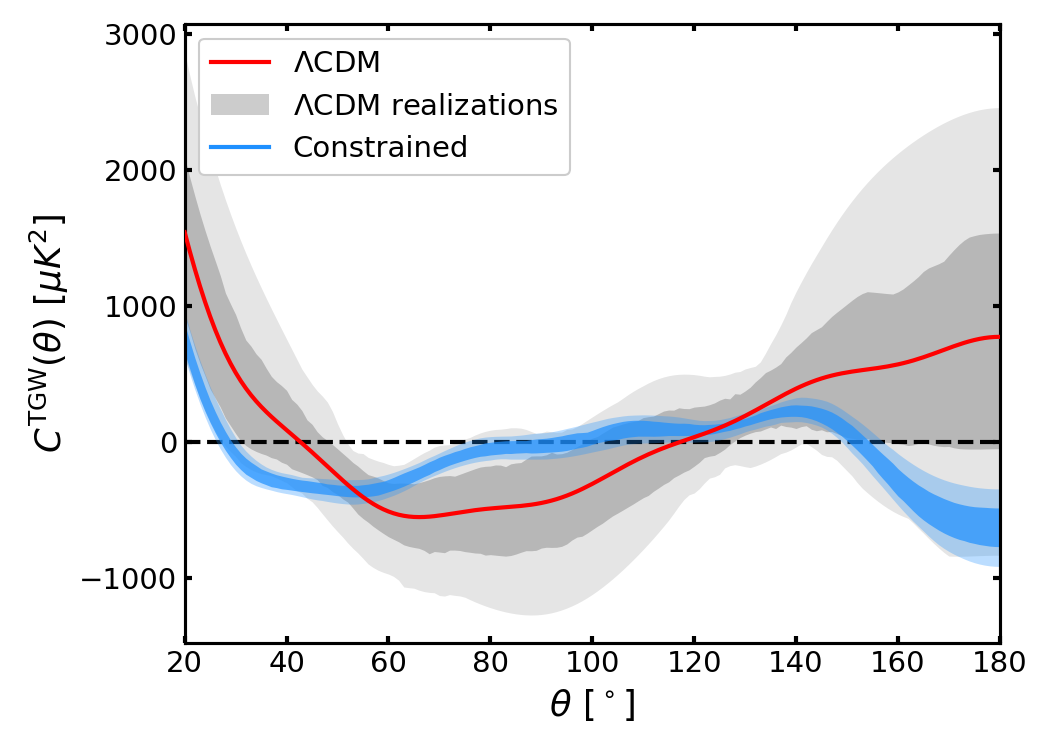 3000
2000
1000
0
−1000
C^TGW(θ) [μK²]
ΛCDM
ΛCDM realizations
Constrained
20 40 60 80 100 120 140 160 180
θ [°]